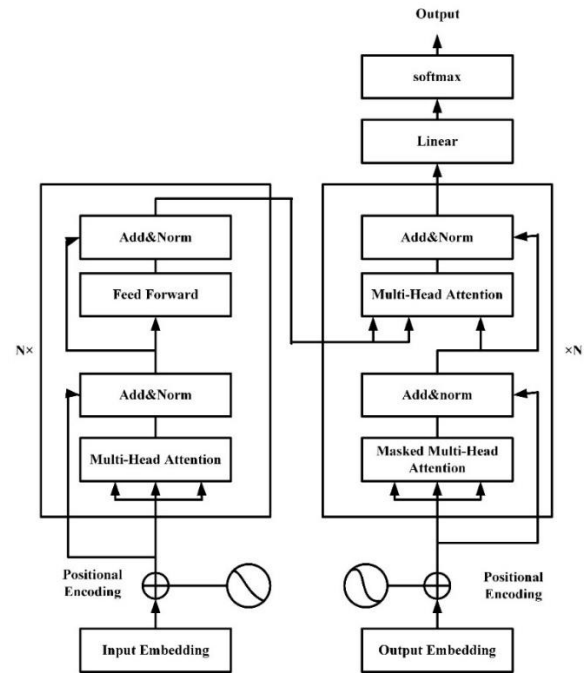 Output
softmax
Linear
Add&Norm
Feed Forward
N×
Add&Norm
Multi-Head Attention
Positional
Encoding
Input Embedding
Add&Norm
Multi-Head Attention
×N
Add&norm
Masked Multi-Head
Attention
Positional
Encoding
Output Embedding